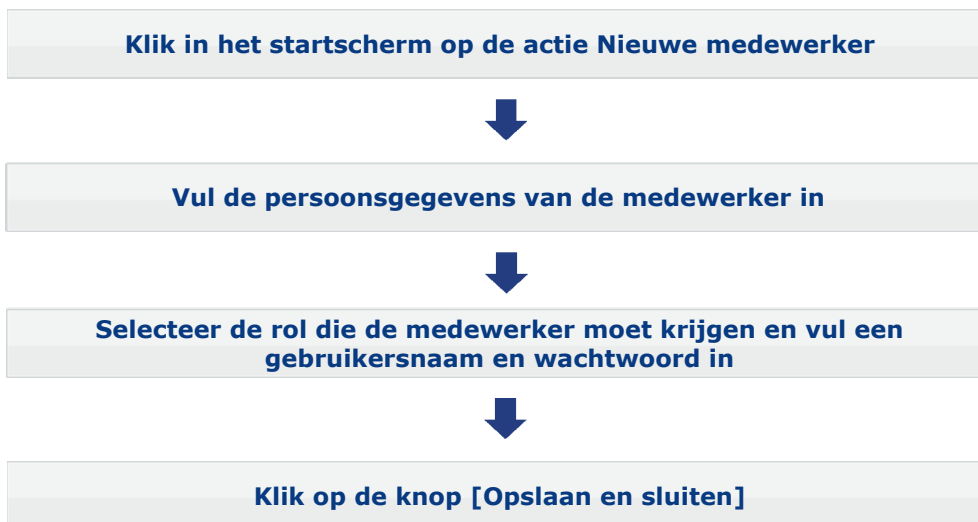 Klik in het startscherm op de actie Nieuwe medewerker
Vul de persoonsgegevens van de medewerker in
Selecteer de rol die de medewerker moet krijgen en vul een
gebruikersnaam en wachtwoord in
Klik op de knop [Opslaan en sluiten]